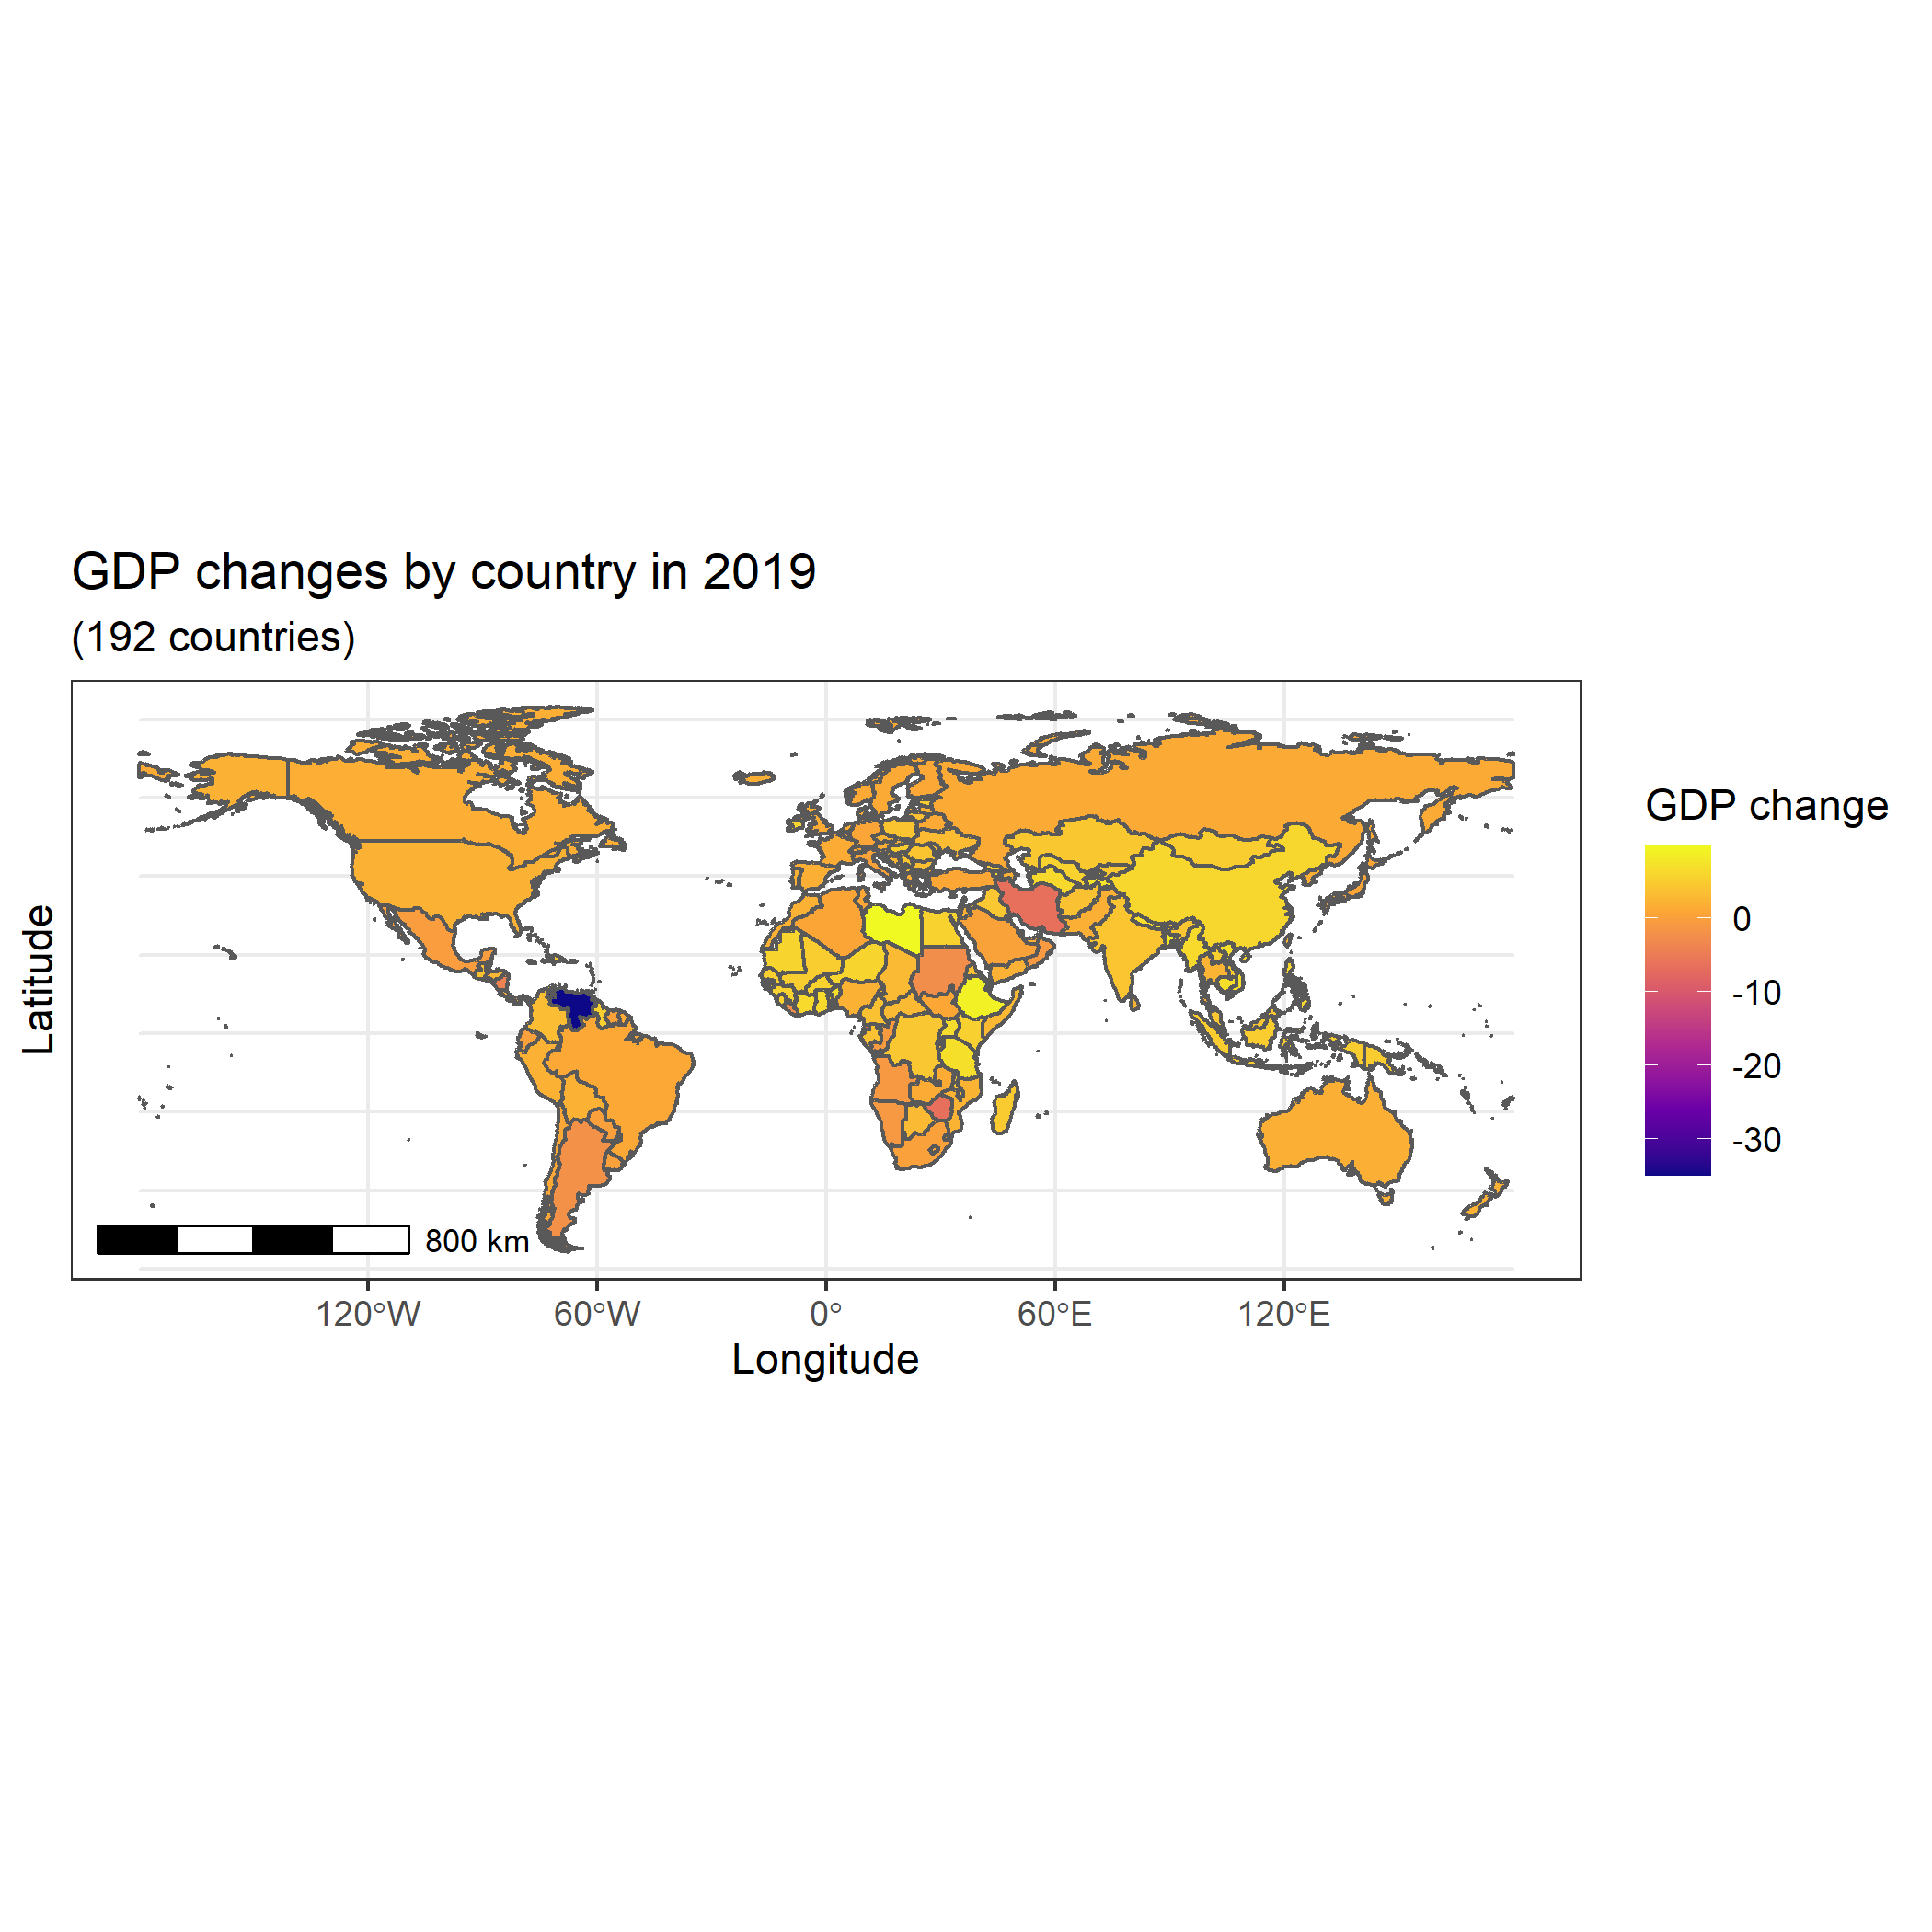 GDP changes by country in 2019
(192 countries)
Latitude
800 km
120°W
60°W
0°
60°E
120°E
Longitude
GDP change
0
-10
-20
-30